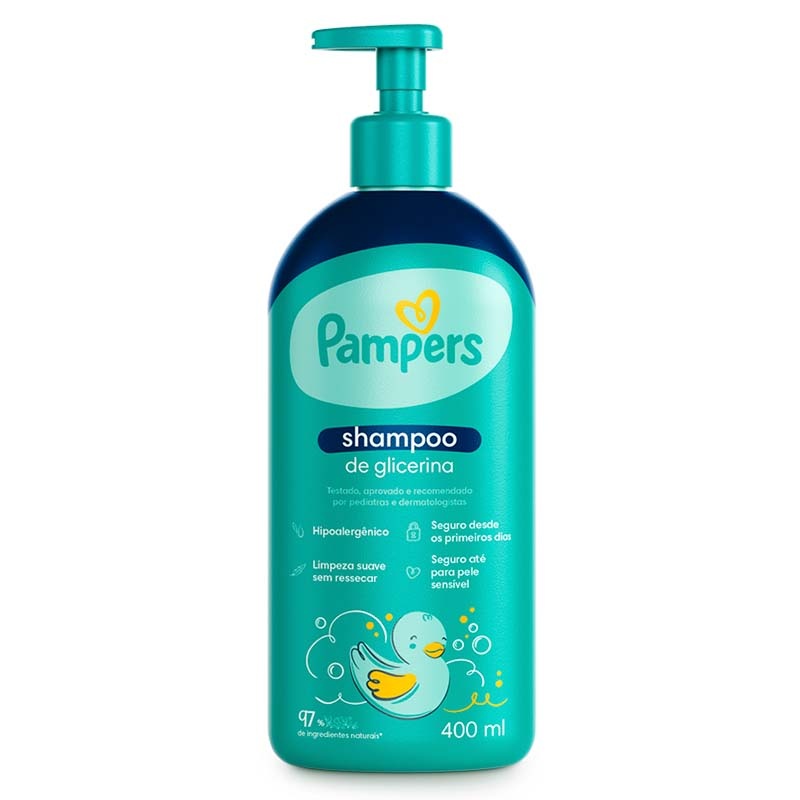 Pampers
shampoo
de glicerina
Testado, aprovado e recomendado
por pediatras e dermatologistas
Hipoalergênico
Seguro desde
os primeiros dias
Limpeza suave
sem ressecar
Seguro até
para pele
sensível
97%
de ingredientes naturais*
400 ml